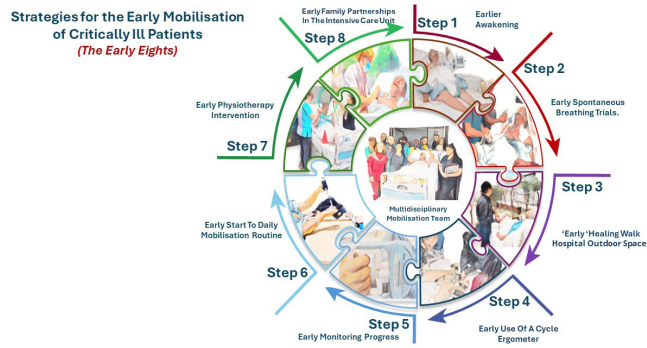 Strategies for the Early Mobilisation
of Critically Ill Patients
(The Early Eights)
Step 1
Earlier
Awakening
Step 2
Early Spontaneous
Breathing Trials.
Step 3
'Early 'Healing Walk
Hospital Outdoor Space
Step 4
Early Use Of A Cycle
Ergometer
Step 5
Early Monitoring Progress
Step 6
Early Start To Daily
Mobilisation Routine
Step 7
Early Physiotherapy
Intervention
Step 8
Early Family Partnerships
In The Intensive Care Unit
Multidisciplinary
Mobilisation Team